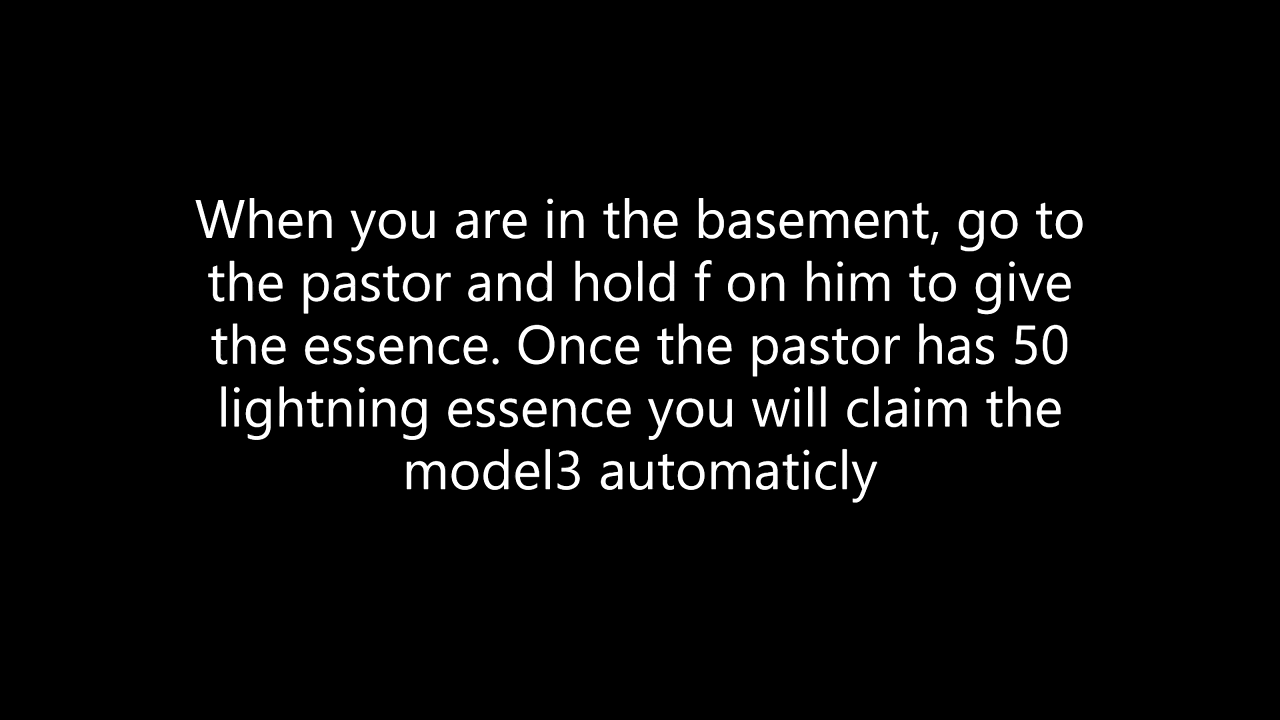 When you are in the basement, go to
the pastor and hold f on him to give
the essence. Once the pastor has 50
lightning essence you will claim the
model3 automaticly